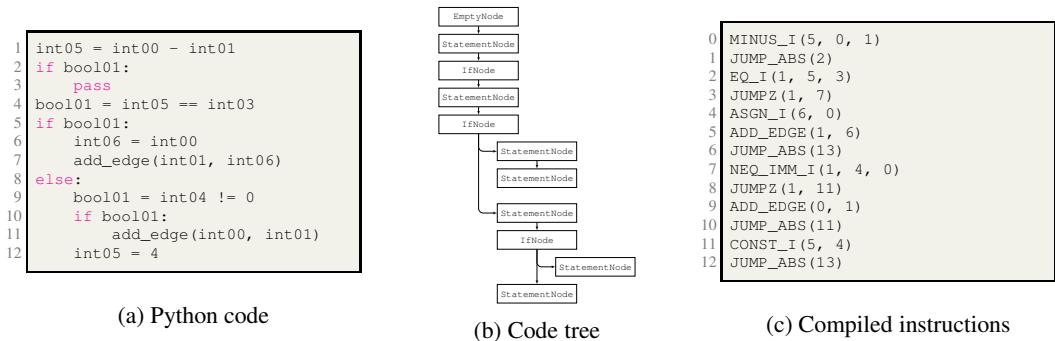 1 int05 = int00 - int01
2 if bool01:
3 pass
4 bool01 = int05 == int03
5 if bool01:
6 int06 = int00
7 add_edge(int01, int06)
8 else:
9 bool01 = int04 != 0
10 if bool01:
11 add_edge(int00, int01)
12 int05 = 4
(a) Python code
EmptyNode
StatementNode
IfNode
StatementNode
IfNode
StatementNode
StatementNode
StatementNode
IfNode
StatementNode
StatementNode
(b) Code tree
0 MINUS_I(5, 0, 1)
1 JUMP_ABS(2)
2 EQ_I(1, 5, 3)
3 JUMPZ(1, 7)
4 ASGN_I(6, 0)
5 ADD_EDGE(1, 6)
6 JUMP_ABS(13)
7 NEQ_IMM_I(1, 4, 0)
8 JUMPZ(1, 11)
9 ADD_EDGE(0, 1)
10 JUMP_ABS(11)
11 CONST_I(5, 4)
12 JUMP_ABS(13)
(c) Compiled instructions